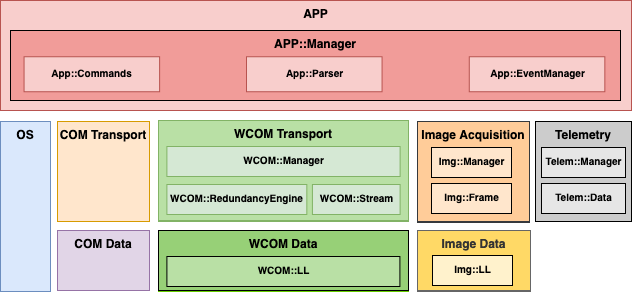 APP
APP::Manager
App::Commands
App::Parser
App::EventManager
OS
COM Transport
WCOM Transport
WCOM::Manager
WCOM::RedundancyEngine
WCOM::Stream
Image Acquisition
Img::Manager
Img::Frame
Telemetry
Telem::Manager
Telem::Data
COM Data
WCOM Data
WCOM::LL
Image Data
Img::LL